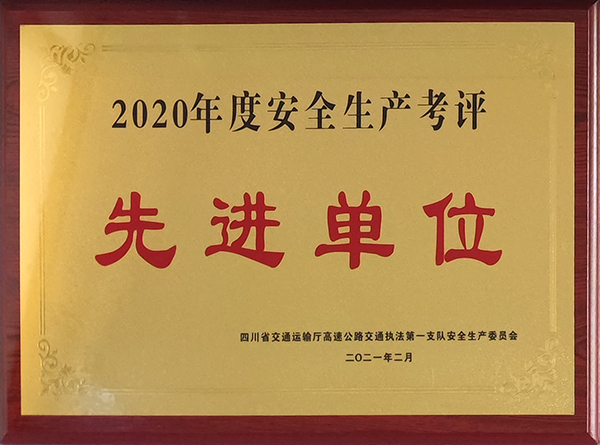 2020年度安全生产考评
先进单位
四川省交通运输厅高速公路交通执法第一支队安全生产委员会
二〇二一年二月